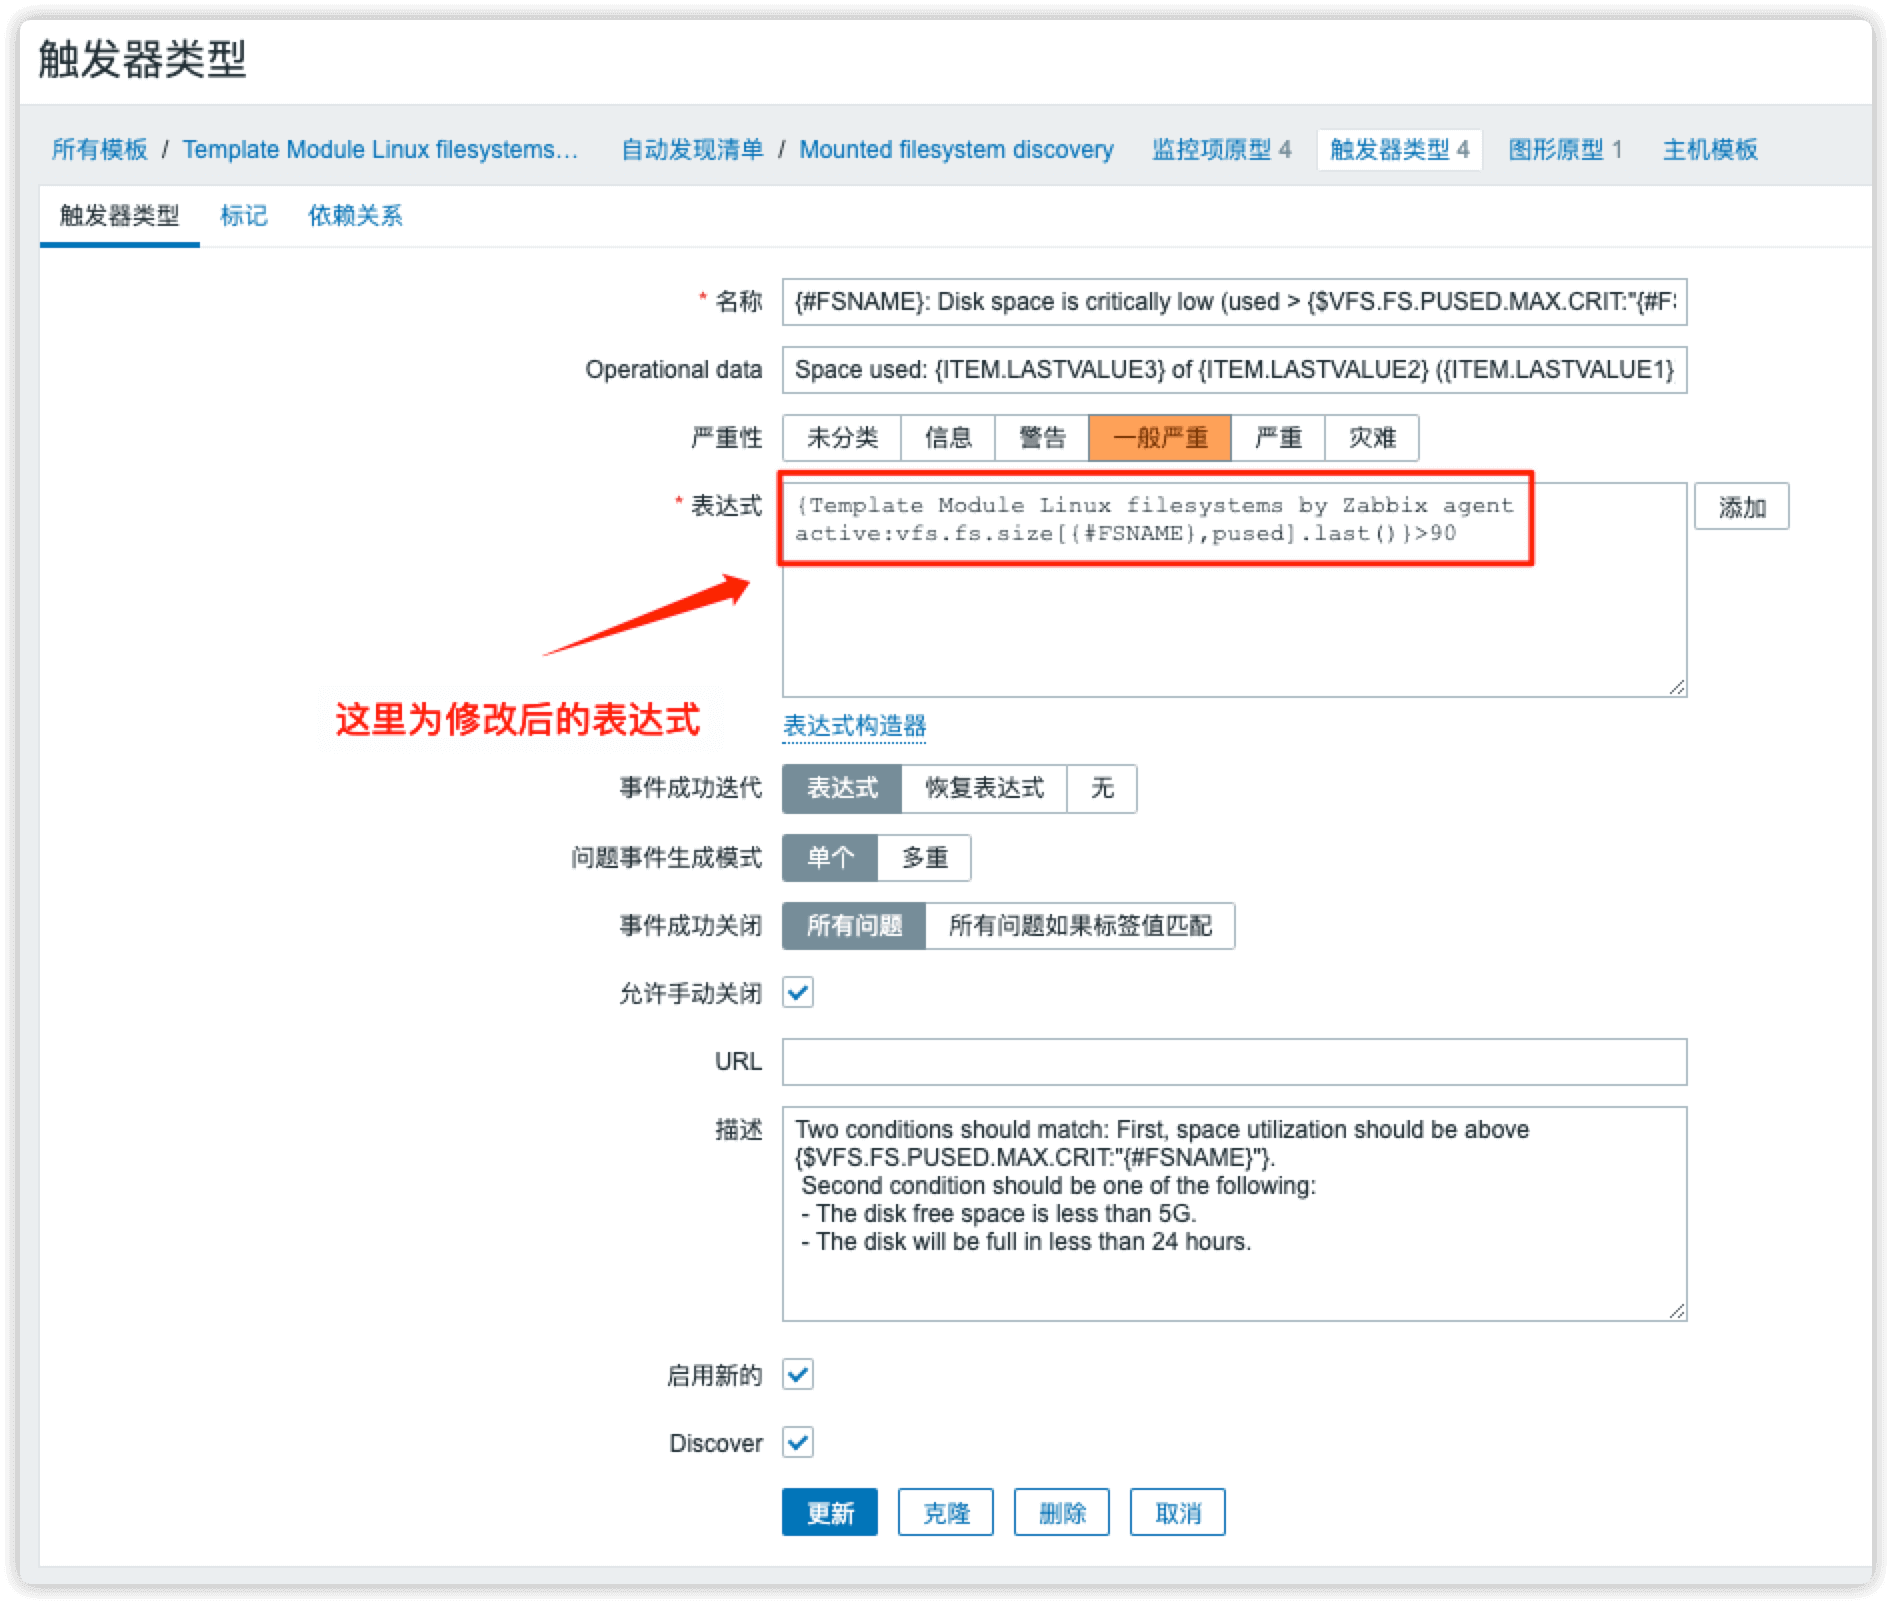 触发器类型
所有模板 / Template Module Linux filesystems... 自动发现清单 / Mounted filesystem discovery 监控项原型 4 触发器类型 4 图形原型 1 主机模板
触发器类型 标记 依赖关系
* 名称 {#FSNAME}: Disk space is critically low (used > {$VFS.FS.PUSED.MAX.CRIT:"{#FS
Operational data Space used: {ITEM.LASTVALUE3} of {ITEM.LASTVALUE2} ({ITEM.LASTVALUE1}
严重性 未分类 信息 警告 一般严重 严重 灾难
* 表达式 {Template Module Linux filesystems by Zabbix agent 添加
active:vfs.fs.size[{#FSNAME},pused].last()}>90
这里为修改后的表达式
表达式构造器
事件成功迭代 表达式 恢复表达式 无
问题事件生成模式 单个 多重
事件成功关闭 所有问题 所有问题如果标签值匹配
允许手动关闭
URL
描述 Two conditions should match: First, space utilization should be above
{$VFS.FS.PUSED.MAX.CRIT:"{#FSNAME}"}.
Second condition should be one of the following:
- The disk free space is less than 5G.
- The disk will be full in less than 24 hours.
启用新的
Discover
更新 克隆 删除 取消